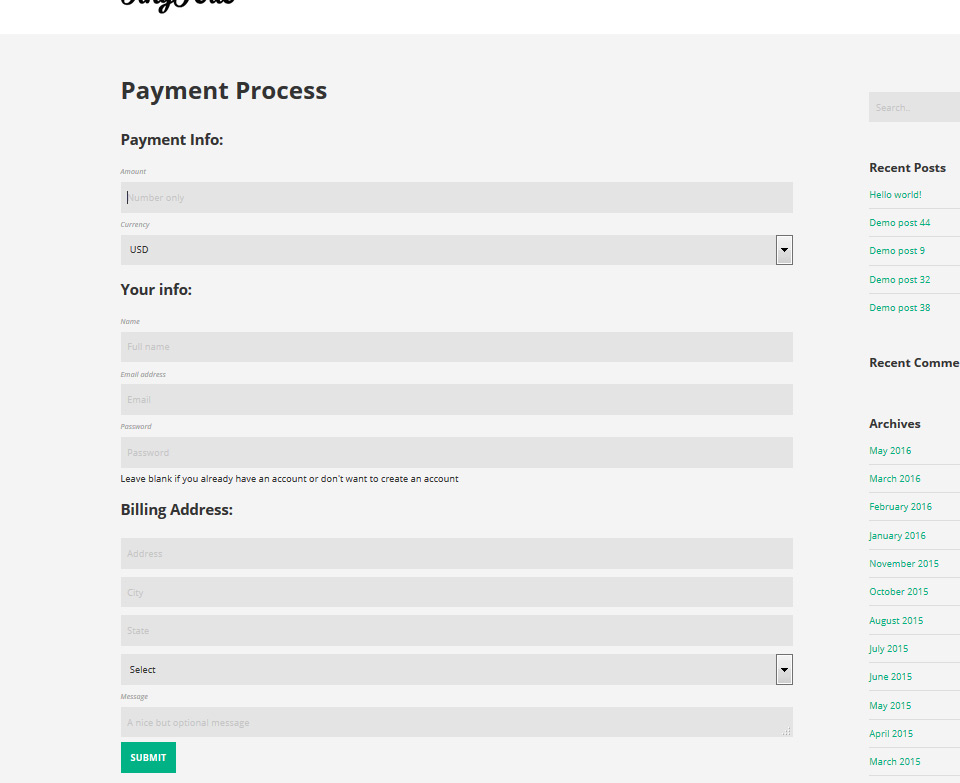 Payment Process
Payment Info:
Amount
Number only
Currency
USD
Your info:
Name
Full name
Email address
Email
Password
Password
Leave blank if you already have an account or don't want to create an account
Billing Address:
Address
City
State
Select
Message
A nice but optional message
SUBMIT
Search..
Recent Posts
Hello world!
Demo post 44
Demo post 9
Demo post 32
Demo post 38
Recent Comme
Archives
May 2016
March 2016
February 2016
January 2016
November 2015
October 2015
August 2015
July 2015
June 2015
May 2015
April 2015
March 2015